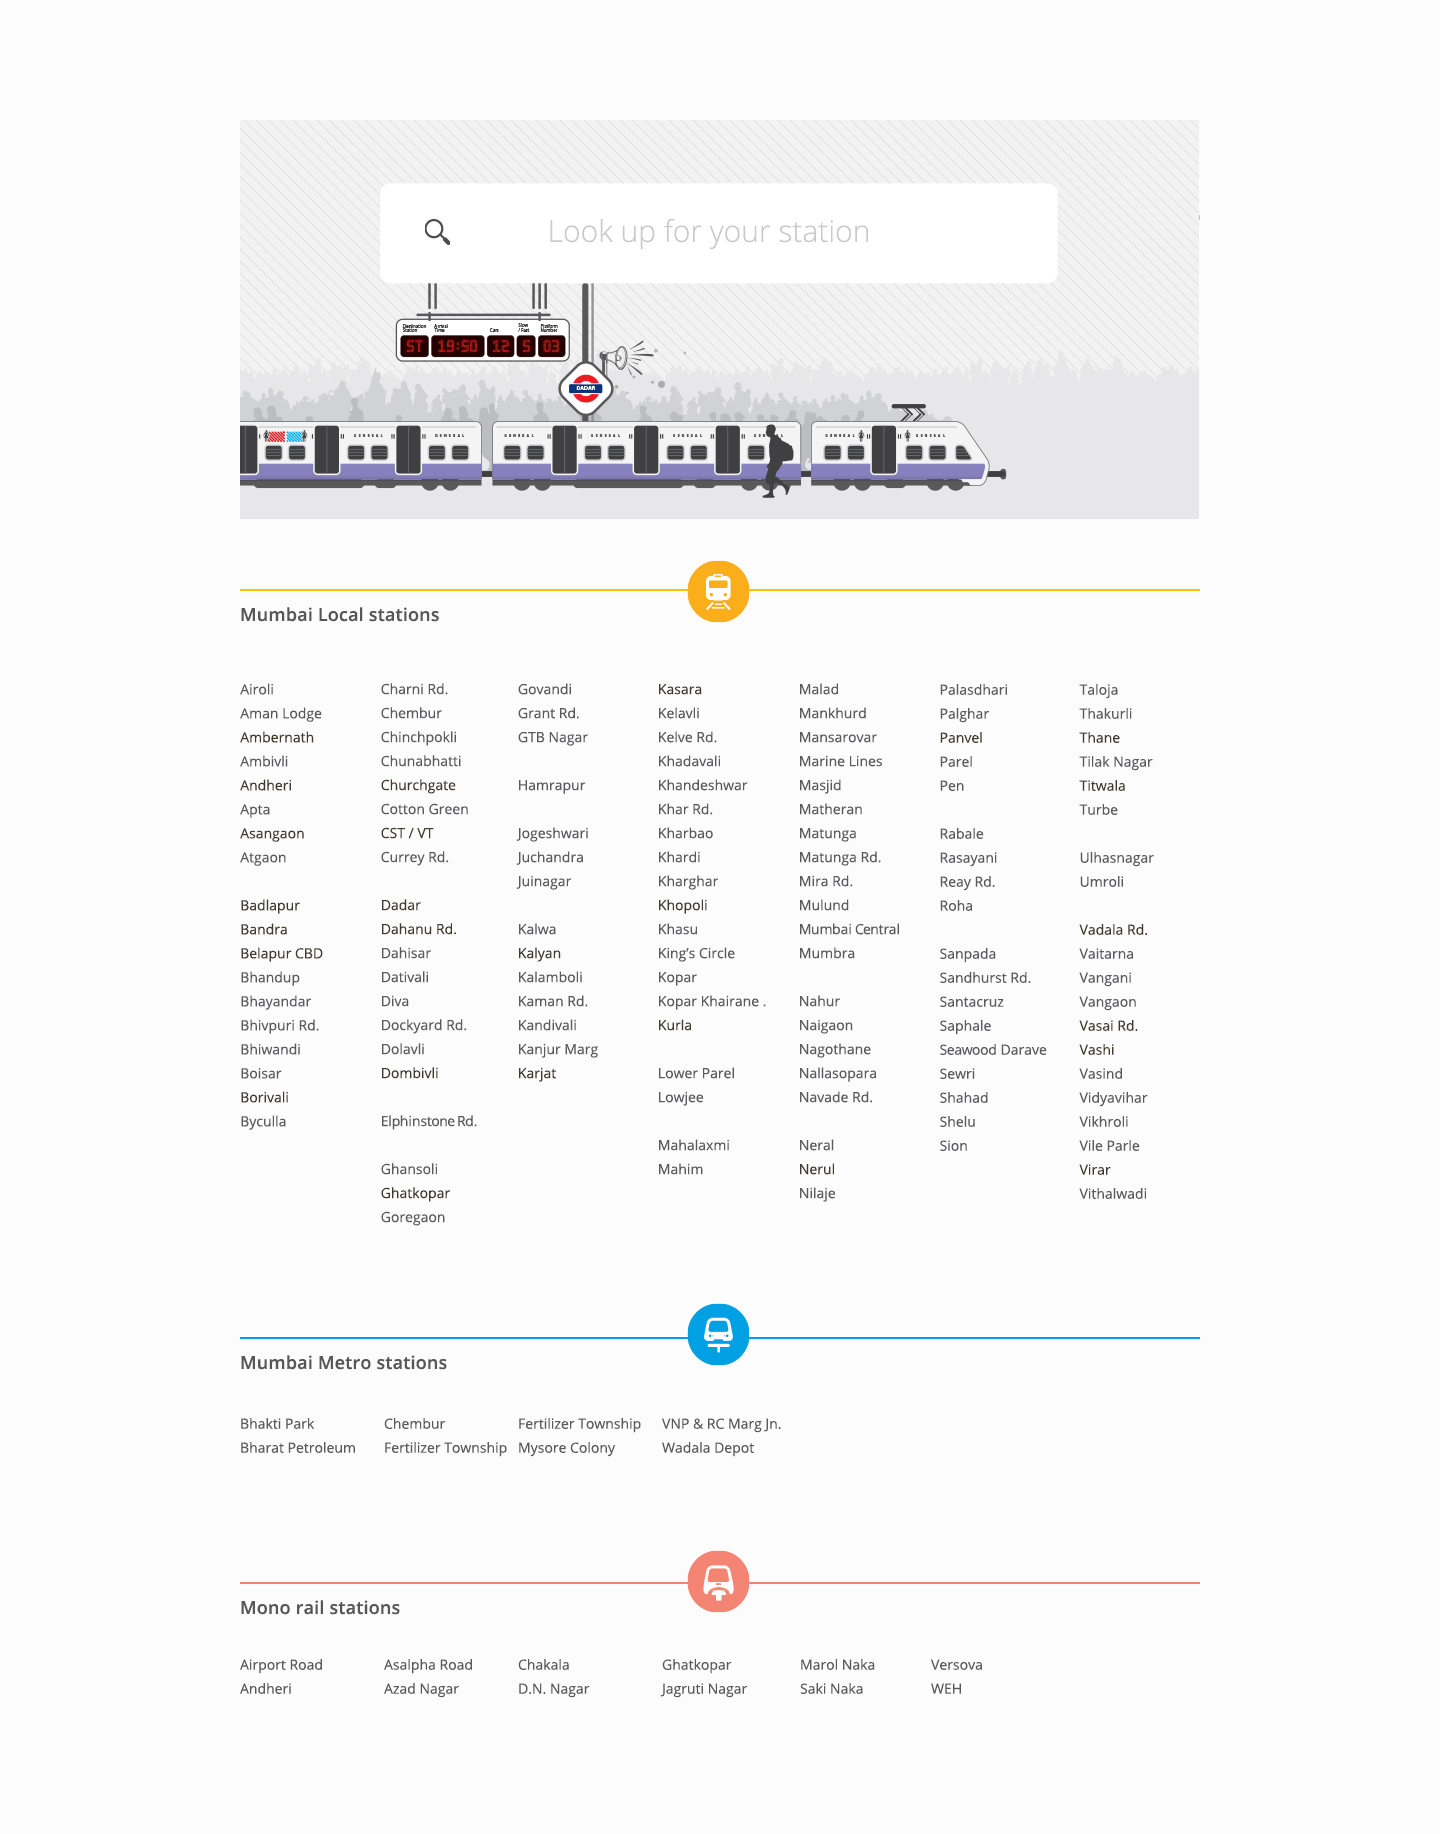 Look up for your station
Destination Station
Arrival Time
Cars
Slow / Fast
Platform Number
ST 19:50 12 S 03
DADAR
GENERAL GENERAL GENERAL GENERAL GENERAL GENERAL GENERAL GENERAL
Mumbai Local stations
Airoli
Aman Lodge
Ambernath
Ambivli
Andheri
Apta
Asangaon
Atgaon
Badlapur
Bandra
Belapur CBD
Bhandup
Bhayandar
Bhivpuri Rd.
Bhiwandi
Boisar
Borivali
Byculla
Charni Rd.
Chembur
Chinchpokli
Chunabhatti
Churchgate
Cotton Green
CST / VT
Currey Rd.
Dadar
Dahanu Rd.
Dahisar
Dativali
Diva
Dockyard Rd.
Dolavli
Dombivli
Elphinstone Rd.
Ghansoli
Ghatkopar
Goregaon
Govandi
Grant Rd.
GTB Nagar
Hamrapur
Jogeshwari
Juchandra
Juinagar
Kalwa
Kalyan
Kalamboli
Kaman Rd.
Kandivali
Kanjur Marg
Karjat
Kasara
Kelavli
Kelve Rd.
Khadavali
Khandeshwar
Khar Rd.
Kharbao
Khardi
Kharghar
Khopoli
Khasu
King’s Circle
Kopar
Kopar Khairane .
Kurla
Lower Parel
Lowjee
Mahalaxmi
Mahim
Malad
Mankhurd
Mansarovar
Marine Lines
Masjid
Matheran
Matunga
Matunga Rd.
Mira Rd.
Mulund
Mumbai Central
Mumbra
Nahur
Naigaon
Nagothane
Nallasopara
Navade Rd.
Neral
Nerul
Nilaje
Palasdhari
Palghar
Panvel
Parel
Pen
Rabale
Rasayani
Reay Rd.
Roha
Sanpada
Sandhurst Rd.
Santacruz
Saphale
Seawood Darave
Sewri
Shahad
Shelu
Sion
Taloja
Thakurli
Thane
Tilak Nagar
Titwala
Turbe
Ulhasnagar
Umroli
Vadala Rd.
Vaitarna
Vangani
Vangaon
Vasai Rd.
Vashi
Vasind
Vidyavihar
Vikhroli
Vile Parle
Virar
Vithalwadi
Mumbai Metro stations
Bhakti Park
Bharat Petroleum
Chembur
Fertilizer Township
Fertilizer Township
Mysore Colony
VNP & RC Marg Jn.
Wadala Depot
Mono rail stations
Airport Road
Andheri
Asalpha Road
Azad Nagar
Chakala
D.N. Nagar
Ghatkopar
Jagruti Nagar
Marol Naka
Saki Naka
Versova
WEH